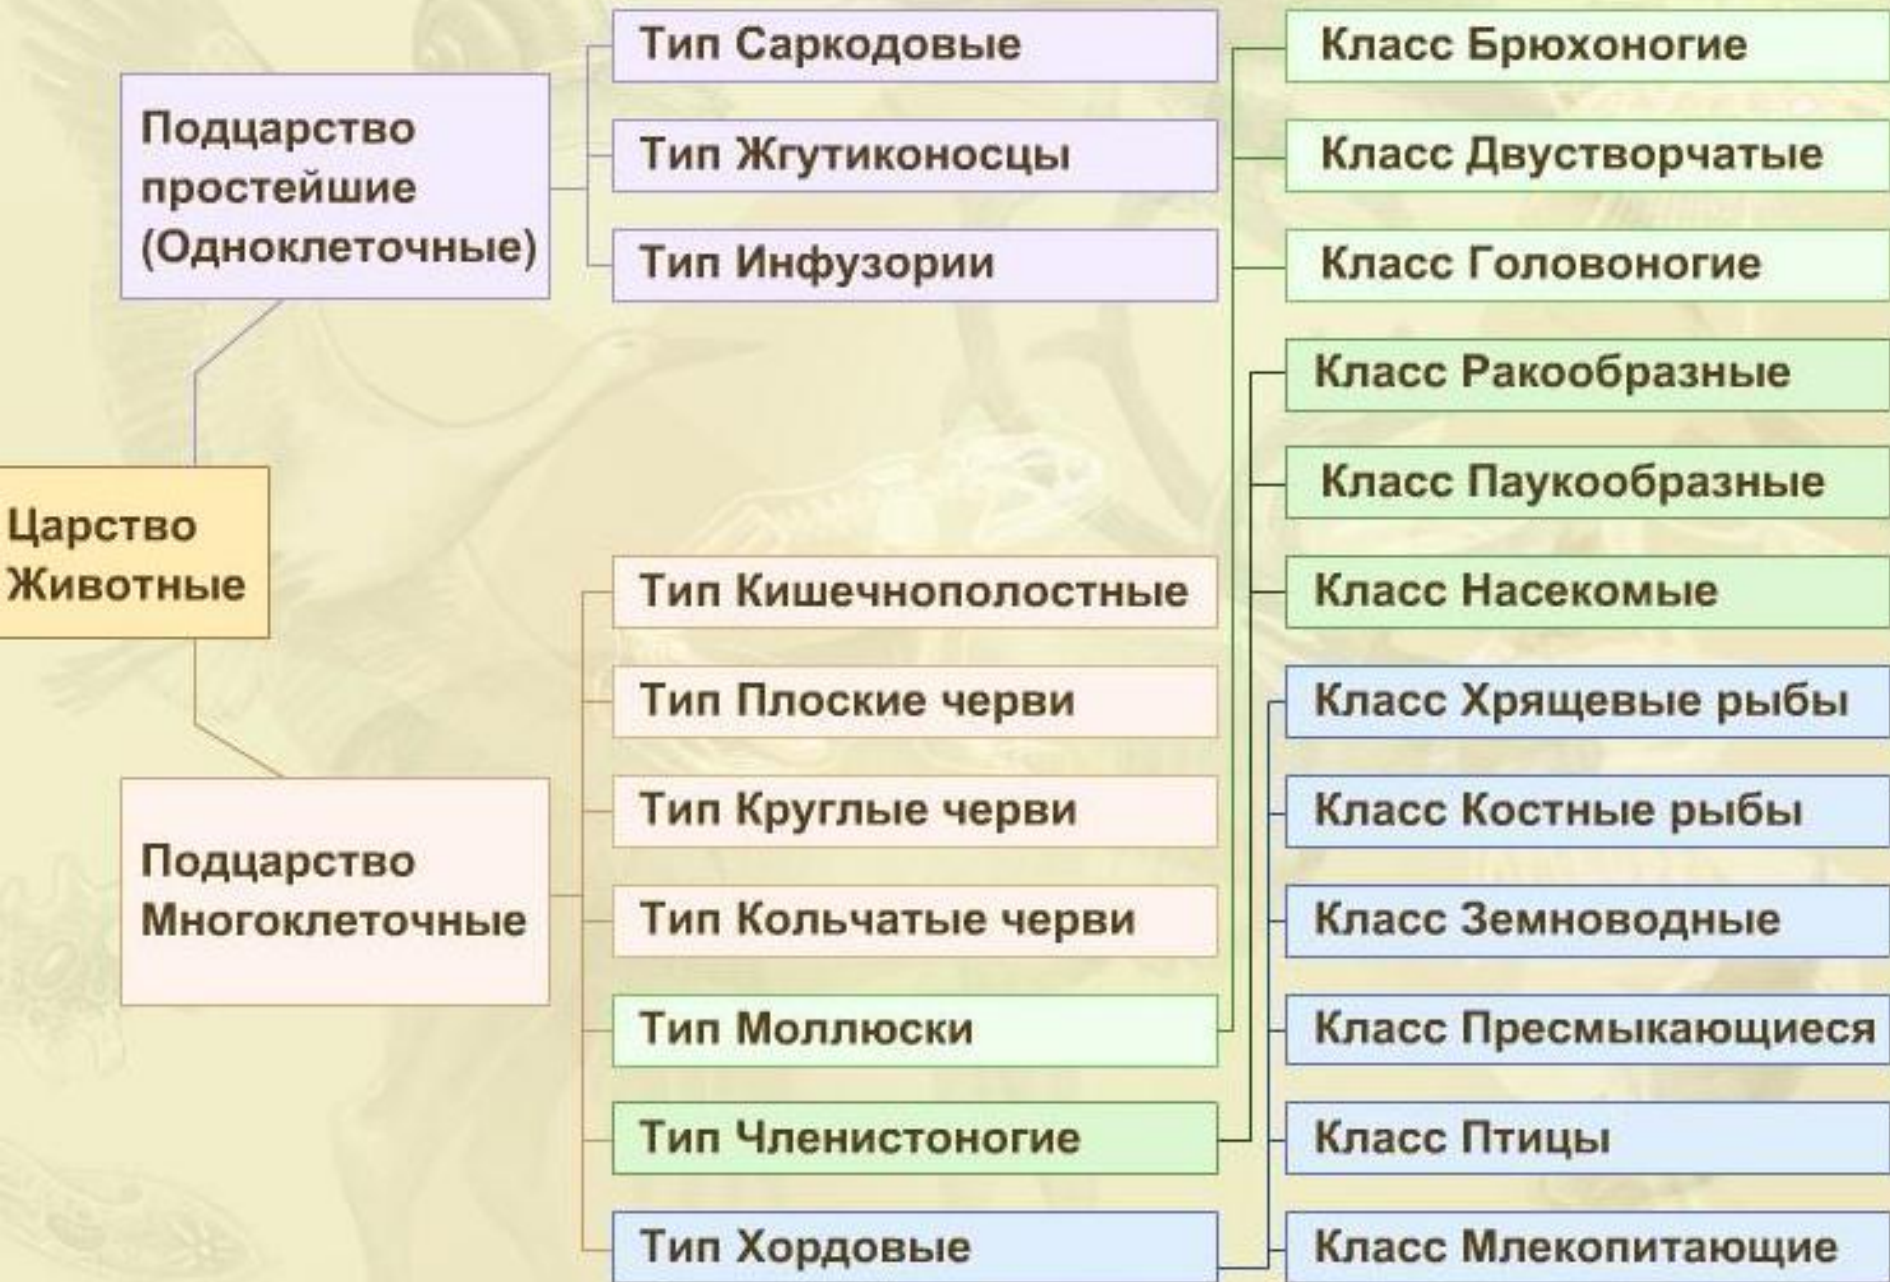 Царство
Животные
Подцарство
простейшие
(Одноклеточные)
Тип Саркодовые
Тип Жгутиконосцы
Тип Инфузории
Подцарство
Многоклеточные
Тип Кишечнополостные
Тип Плоские черви
Тип Круглые черви
Тип Кольчатые черви
Тип Моллюски
Тип Членистоногие
Тип Хордовые
Класс Брюхоногие
Класс Двустворчатые
Класс Головоногие
Класс Ракообразные
Класс Паукообразные
Класс Насекомые
Класс Хрящевые рыбы
Класс Костные рыбы
Класс Земноводные
Класс Пресмыкающиеся
Класс Птицы
Класс Млекопитающие